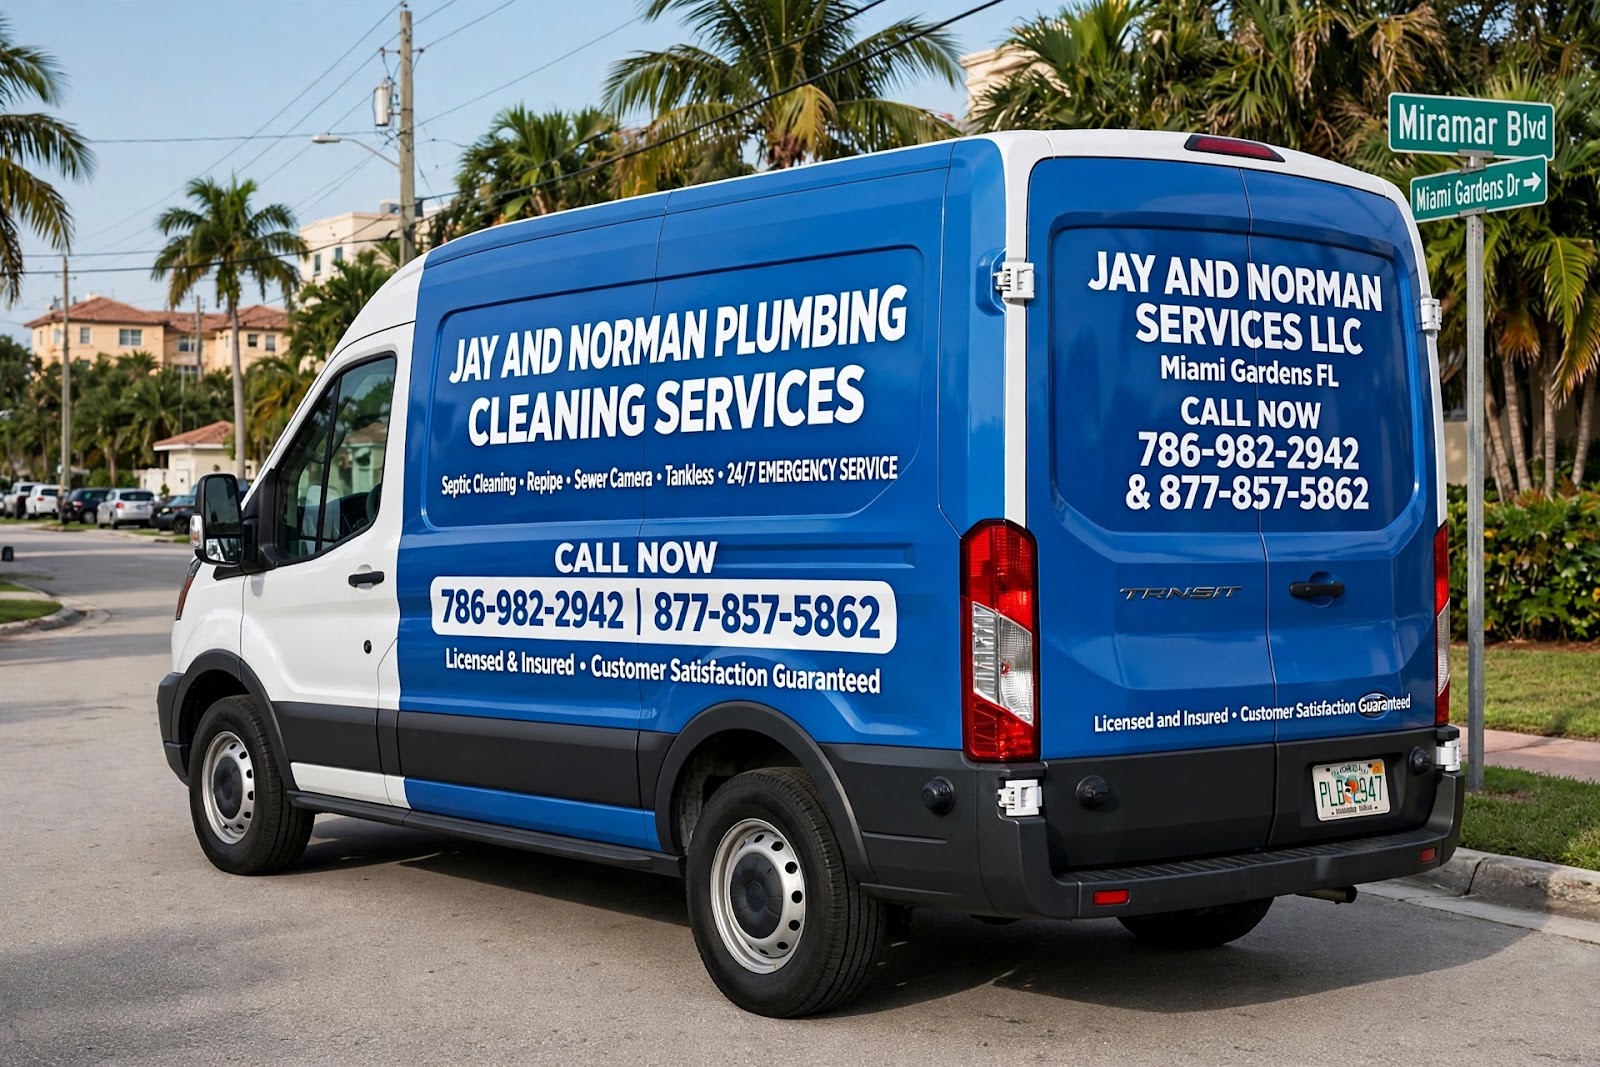 Miramar Blvd
Miami Gardens Dr →
JAY AND NORMAN PLUMBING
CLEANING SERVICES
Septic Cleaning • Repipe • Sewer Camera • Tankless • 24/7 EMERGENCY SERVICE
CALL NOW
786-982-2942 | 877-857-5862
Licensed & Insured • Customer Satisfaction Guaranteed
JAY AND NORMAN
SERVICES LLC
Miami Gardens FL
CALL NOW
786-982-2942
& 877-857-5862
TRANSIT
Licensed and Insured • Customer Satisfaction Guaranteed